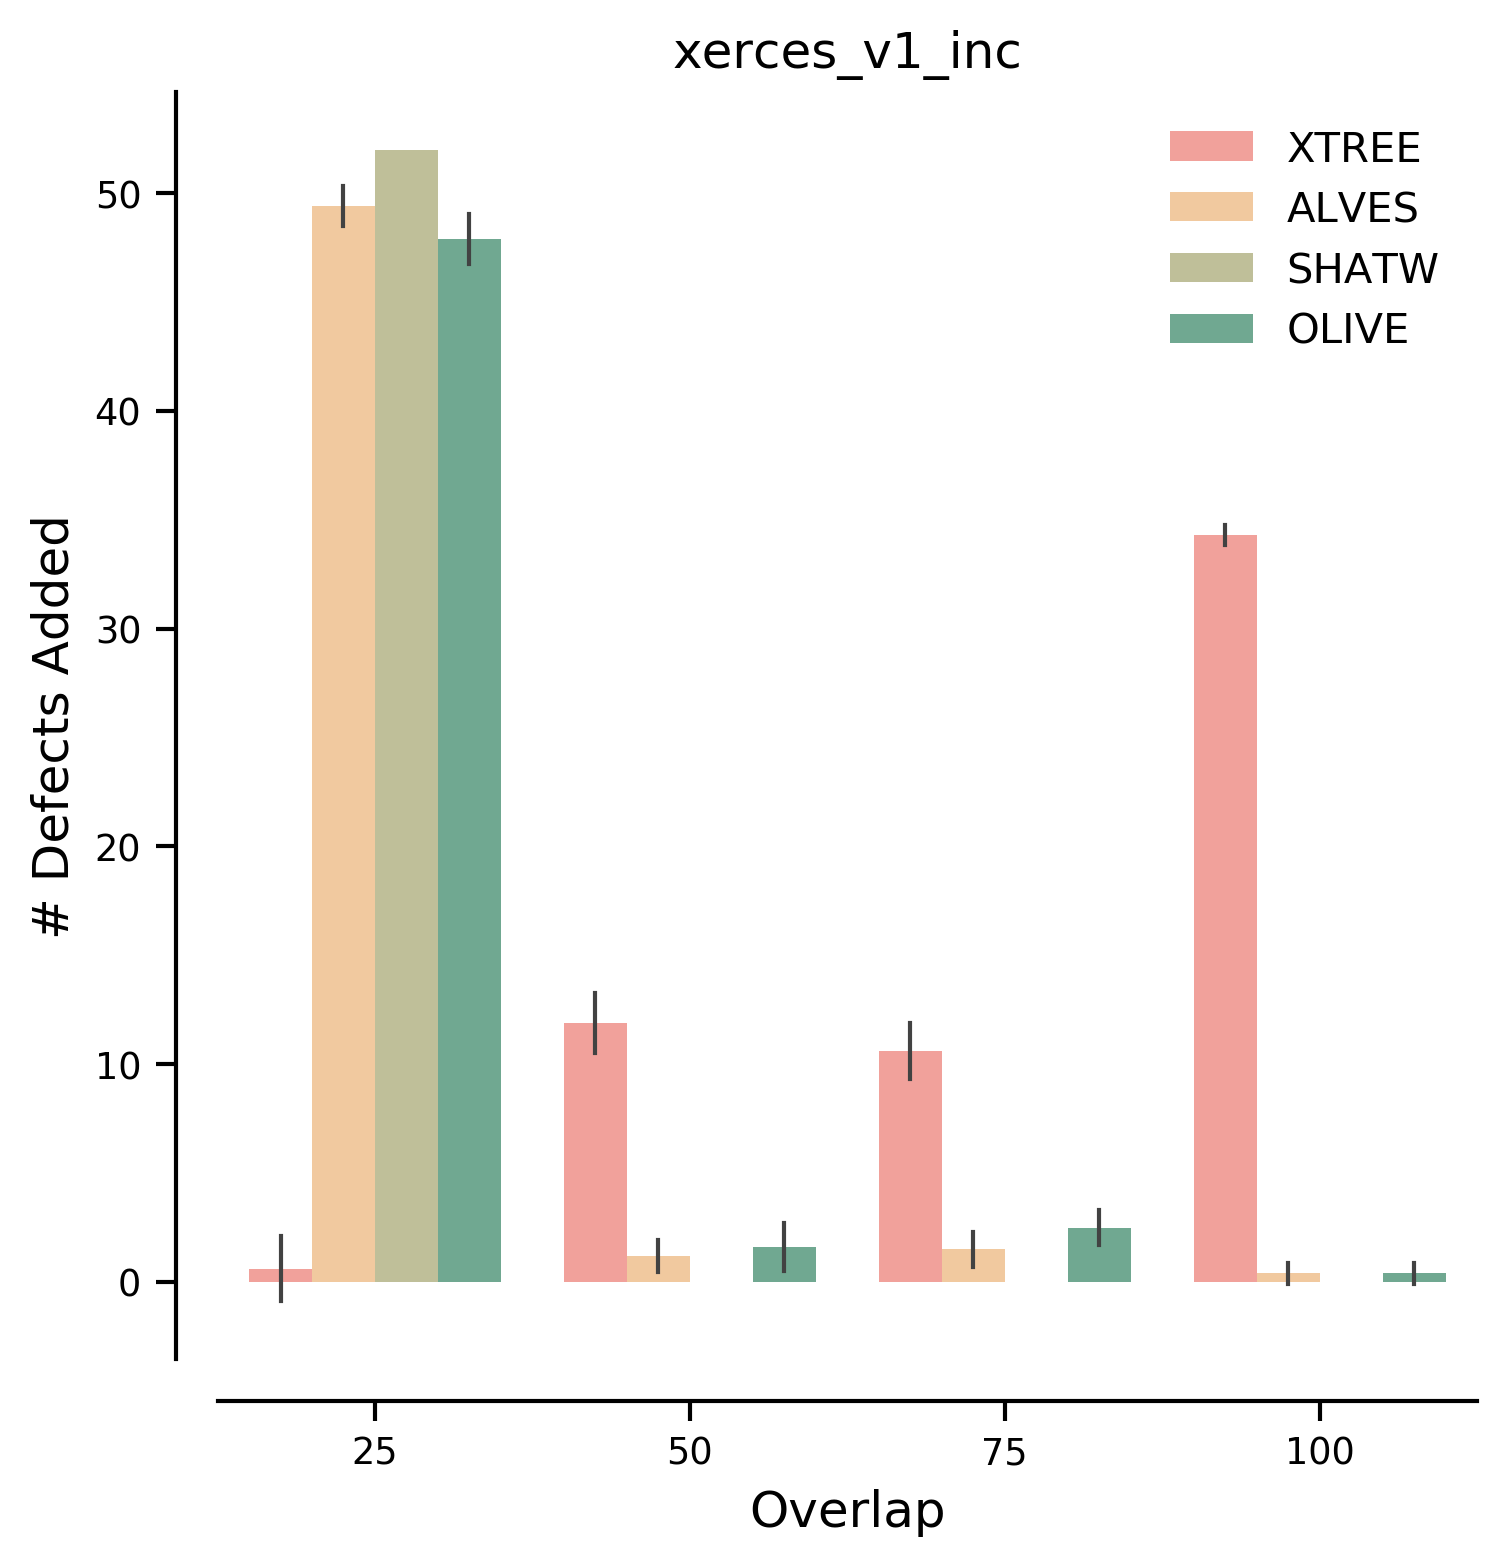 xerces_v1_inc
XTREE
ALVES
SHATW
OLIVE
# Defects Added
50
40
30
20
10
0
25 50 75 100
Overlap